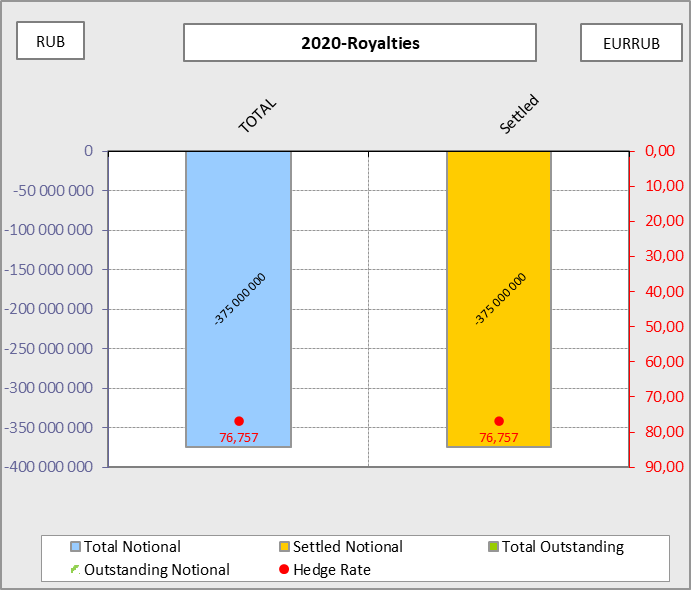 RUB
2020-Royalties
EURRUB
TOTAL
Settled
0
-50 000 000
-100 000 000
-150 000 000
-200 000 000
-250 000 000
-300 000 000
-350 000 000
-400 000 000
-375 000 000
-375 000 000
76,757
76,757
0,00
10,00
20,00
30,00
40,00
50,00
60,00
70,00
80,00
90,00
Total Notional
Settled Notional
Total Outstanding
Outstanding Notional
Hedge Rate